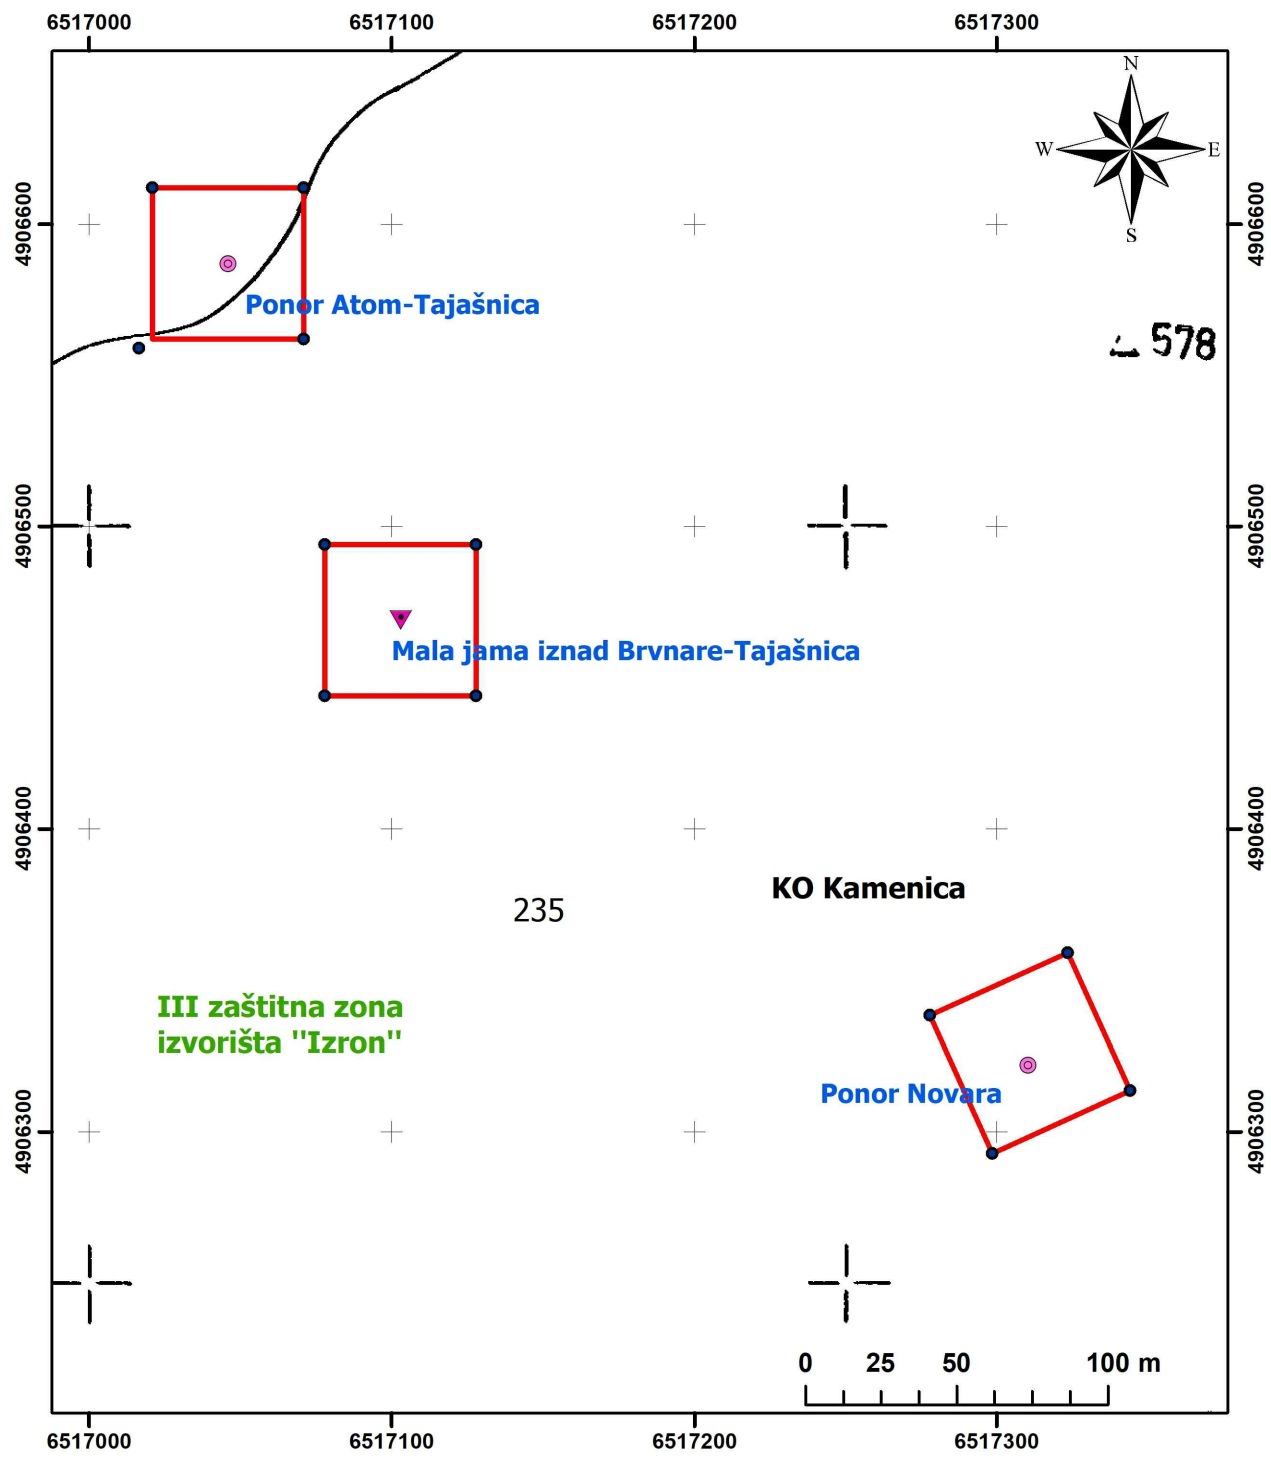 6517000 6517100 6517200 6517300
N
W E
S
4906600 4906600
Ponor Atom-Tajašnica
578
4906500 4906500
Mala jama iznad Brvnare-Tajašnica
4906400 4906400
KO Kamenica
235
III zaštitna zona
izvorišta "Izron"
Ponor Novara
4906300 4906300
0 25 50 100 m
6517000 6517100 6517200 6517300